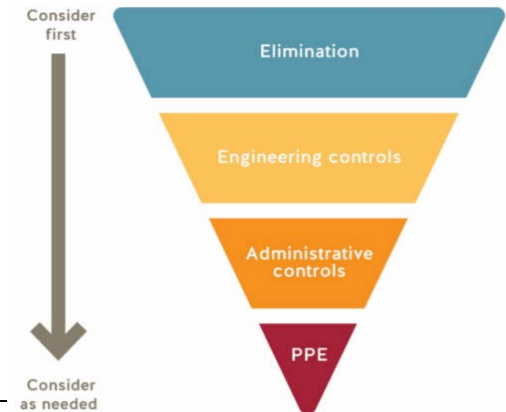 Consider
first
Elimination
Engineering controls
Administrative
controls
PPE
Consider
as needed